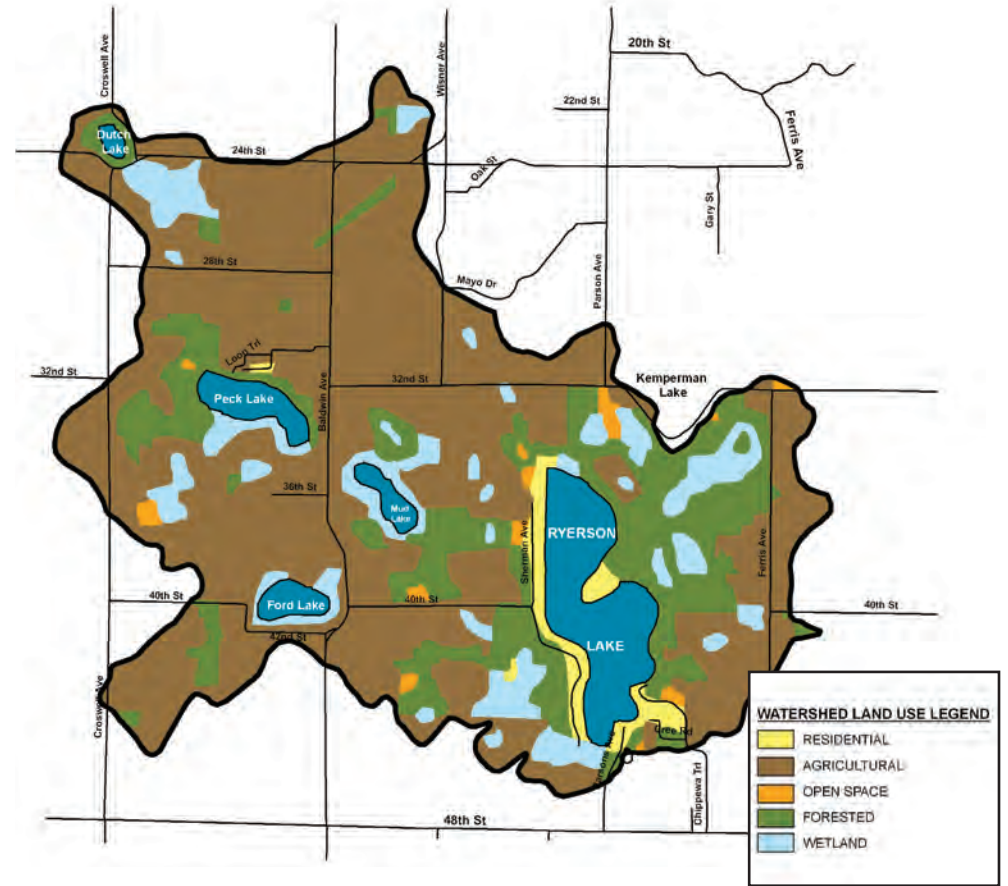 Croswell Ave
Wisner Ave
20th St
22nd St
Ferris Ave
Dutch
Lake
24th St
Oak St
Gary St
Parson Ave
28th St
Mayo Dr
Loon Trl
32nd St
32nd St
Kemperman
Lake
Peck Lake
Baldwin Ave
36th St
Mud
Lake
RYERSON
Sherman Ave
Ferris Ave
40th St
Ford Lake
40th St
40th St
42nd St
LAKE
Croswell Ave
Cree Rd
Chippewa Trl
48th St
WATERSHED LAND USE LEGEND
RESIDENTIAL
AGRICULTURAL
OPEN SPACE
FORESTED
WETLAND